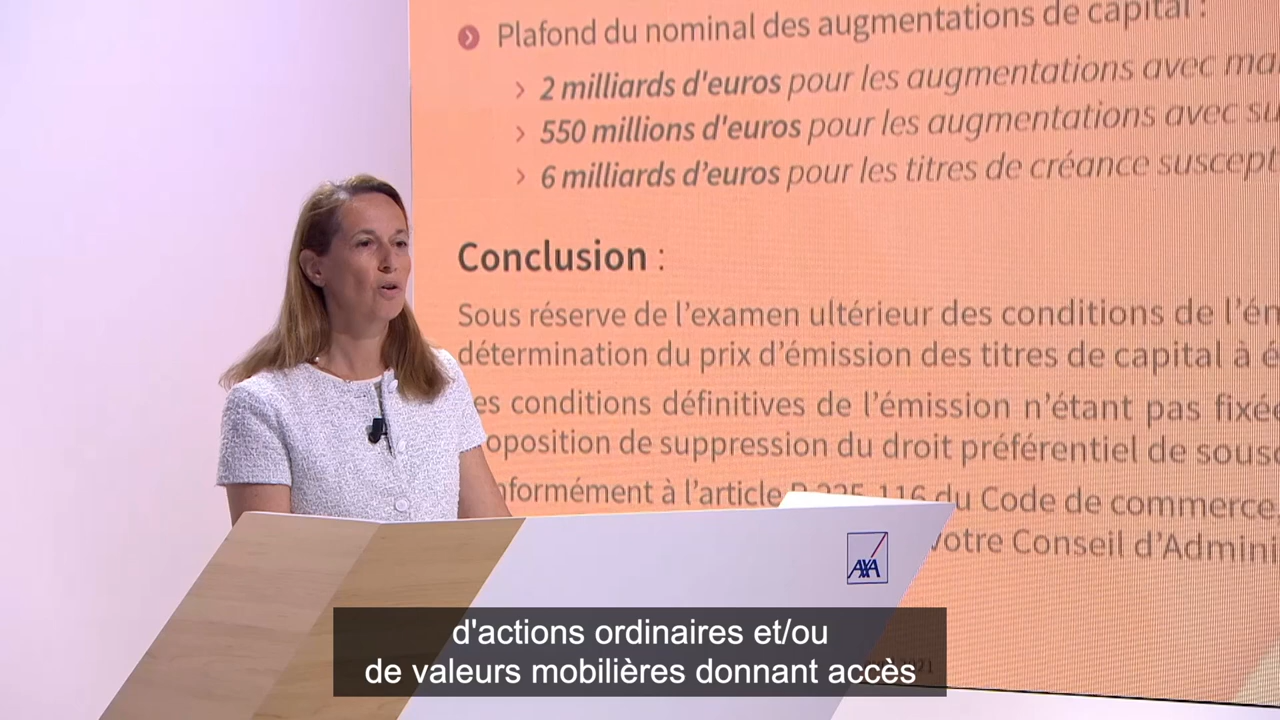 Plafond du nominal des augmentations de capital :
2 milliards d'euros pour les augmentations avec
550 millions d'euros pour les augmentations avec
6 milliards d'euros pour les titres de créance
Conclusion :
Sous réserve de l'examen ultérieur des conditions de
détermination du prix d'émission des titres de capital à
conditions définitives de l'émission n'étant pas
de suppression du droit préférentiel de
à l'article 225-116 du Code de commerce
votre Conseil
AXA
d'actions ordinaires et/ou
de valeurs mobilières donnant accès